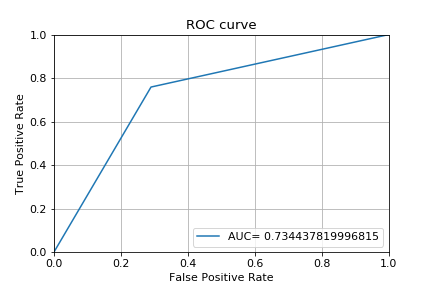 ROC curve
1.0
0.8
0.6
0.4
0.2
0.0
True Positive Rate
AUC= 0.734437819996815
0.0 0.2 0.4 0.6 0.8 1.0
False Positive Rate